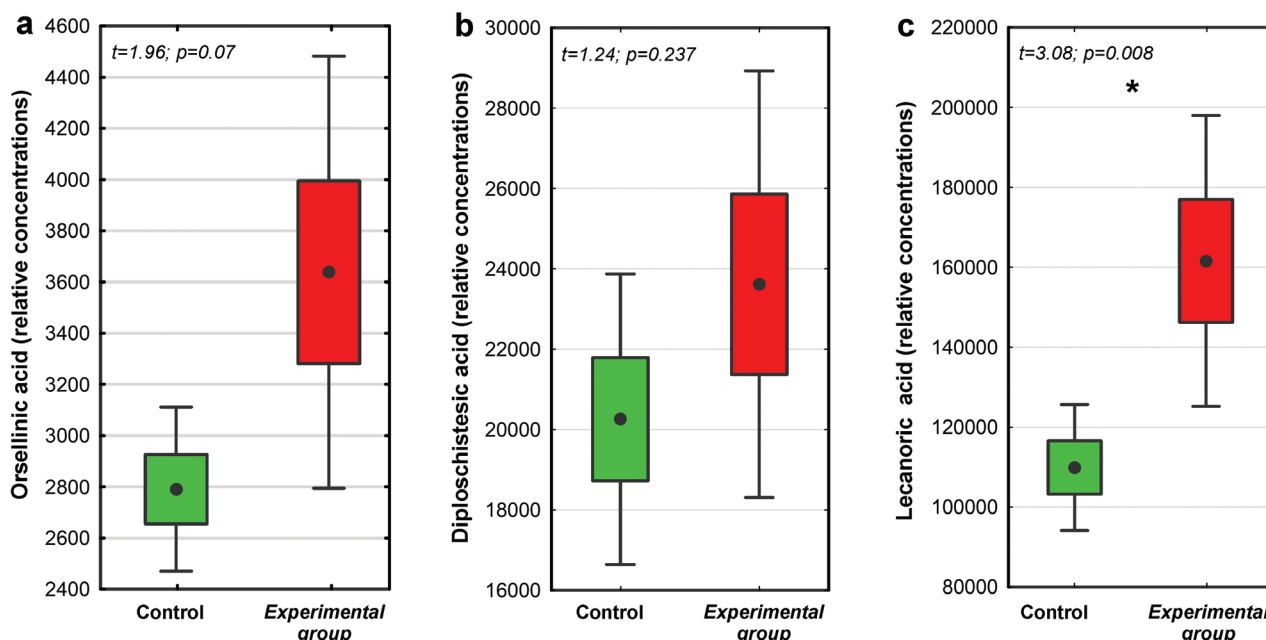 a
t=1.96; p=0.07
Orsellinic acid (relative concentrations)
4600
4400
4200
4000
3800
3600
3400
3200
3000
2800
2600
2400
Control
Experimental
group
b
t=1.24; p=0.237
Diploschistesic acid (relative concentrations)
30000
28000
26000
24000
22000
20000
18000
16000
Control
Experimental
group
c
t=3.08; p=0.008
*
Lecanoric acid (relative concentrations)
220000
200000
180000
160000
140000
120000
100000
80000
Control
Experimental
group